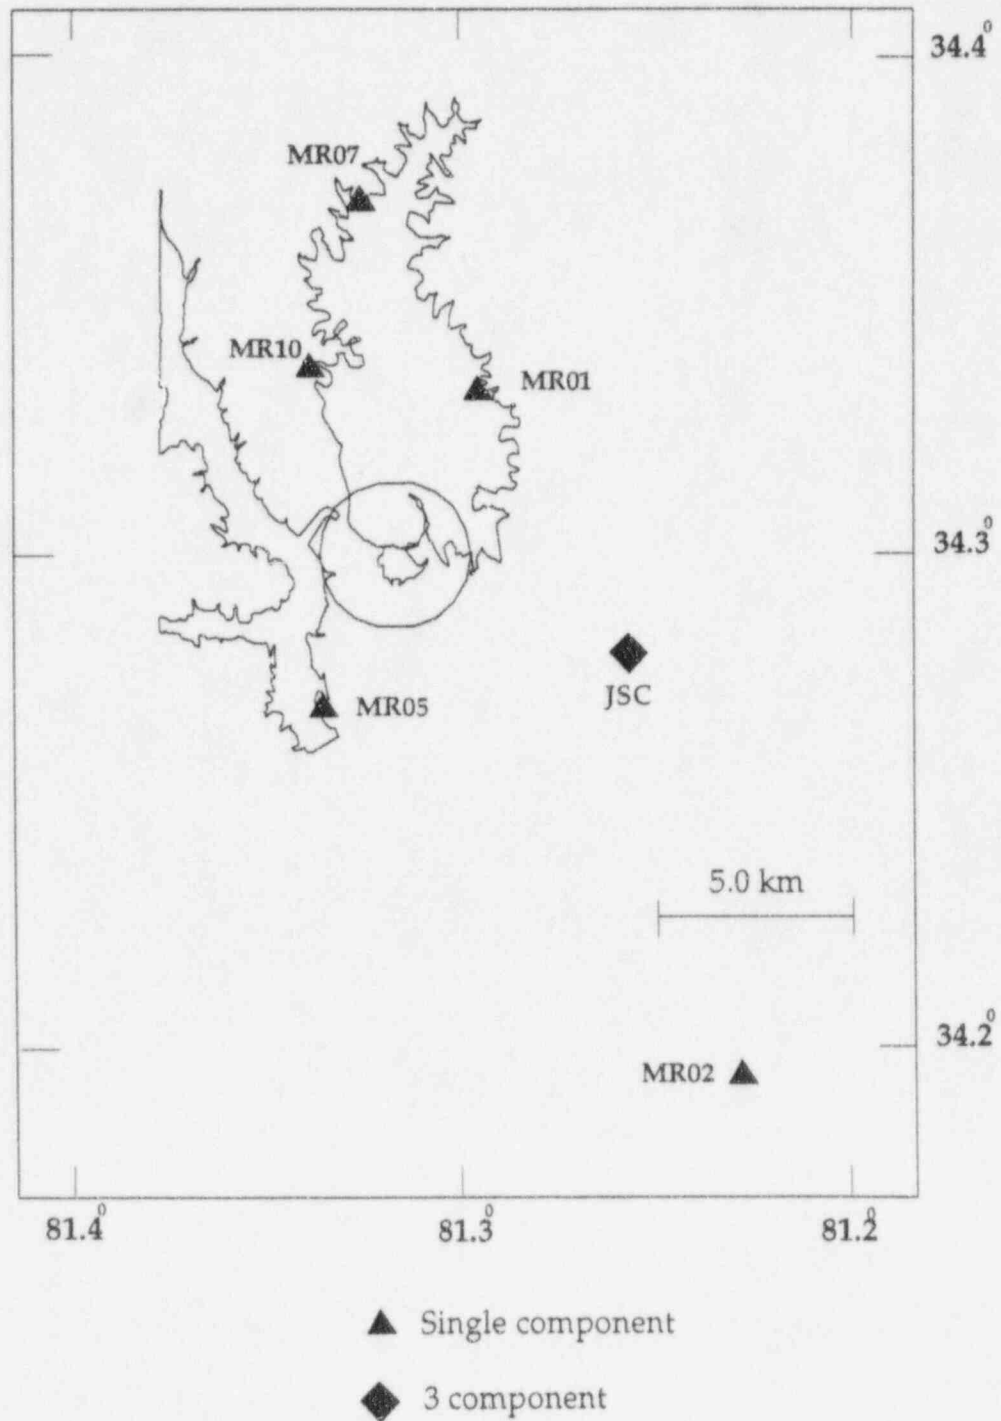 34.4°
MR07
MR10
MR01
34.3°
JSC
MR05
5.0 km
34.2°
MR02
81.4°
81.3°
81.2°
Single component
3 component